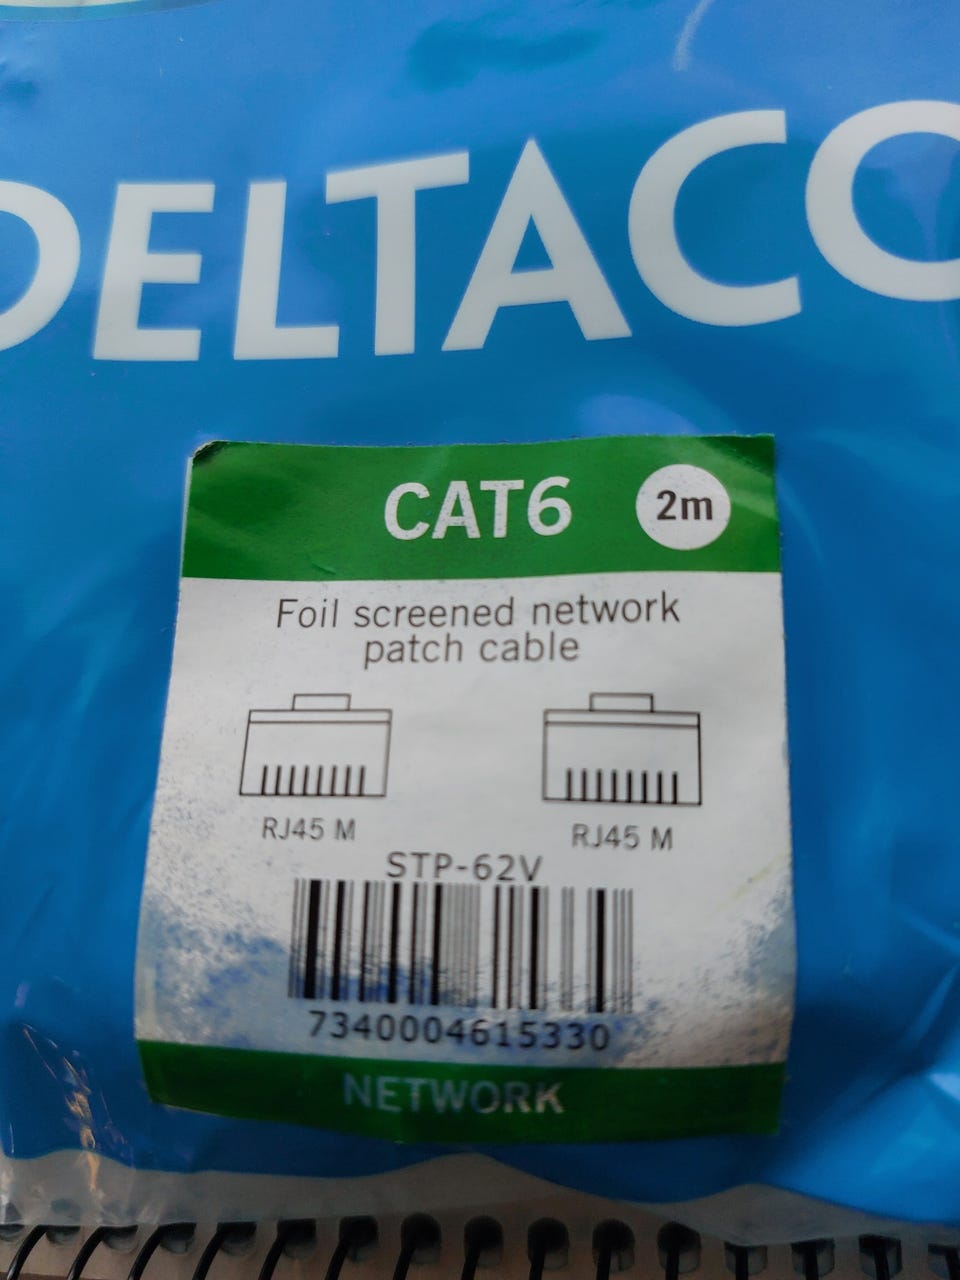 DELTACO
CAT6
2m
Foil screened network
patch cable
RJ45 M
RJ45 M
STP-62V
7340004615330
NETWORK